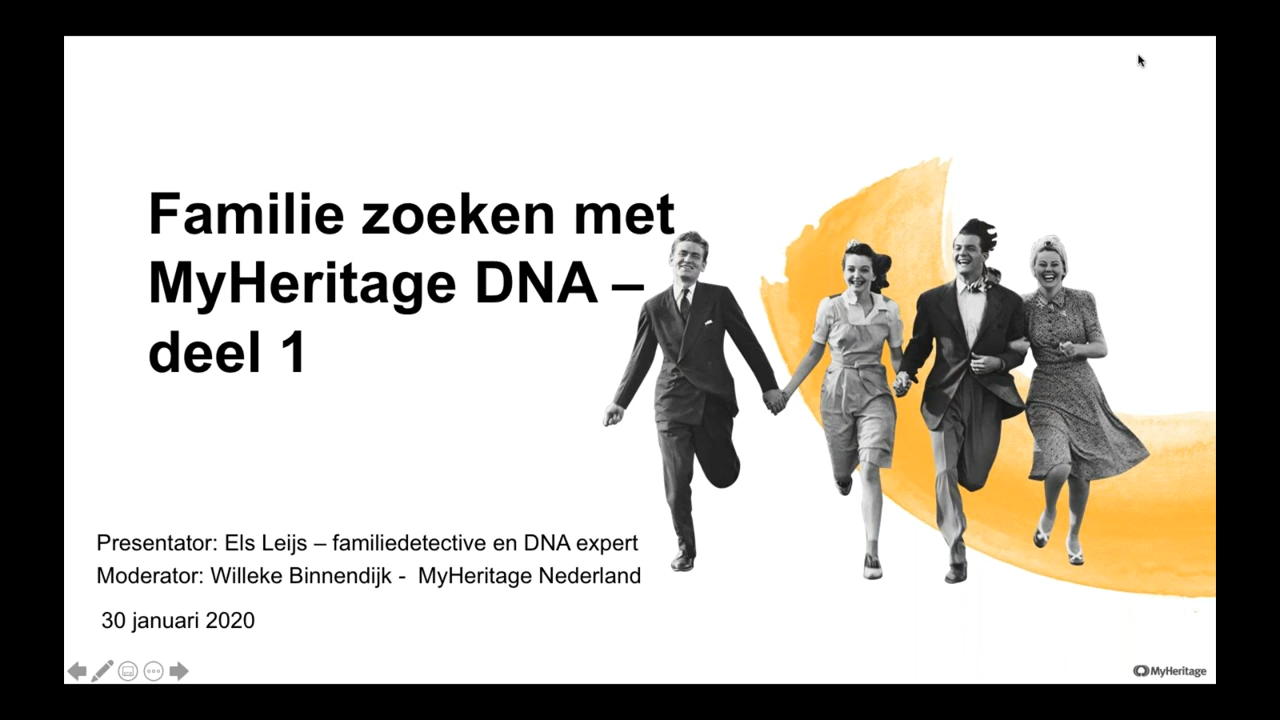 Familie zoeken met
MyHeritage DNA –
deel 1
Presentator: Els Leijs – familiedetective en DNA expert
Moderator: Willeke Binnendijk - MyHeritage Nederland
30 januari 2020
MyHeritage